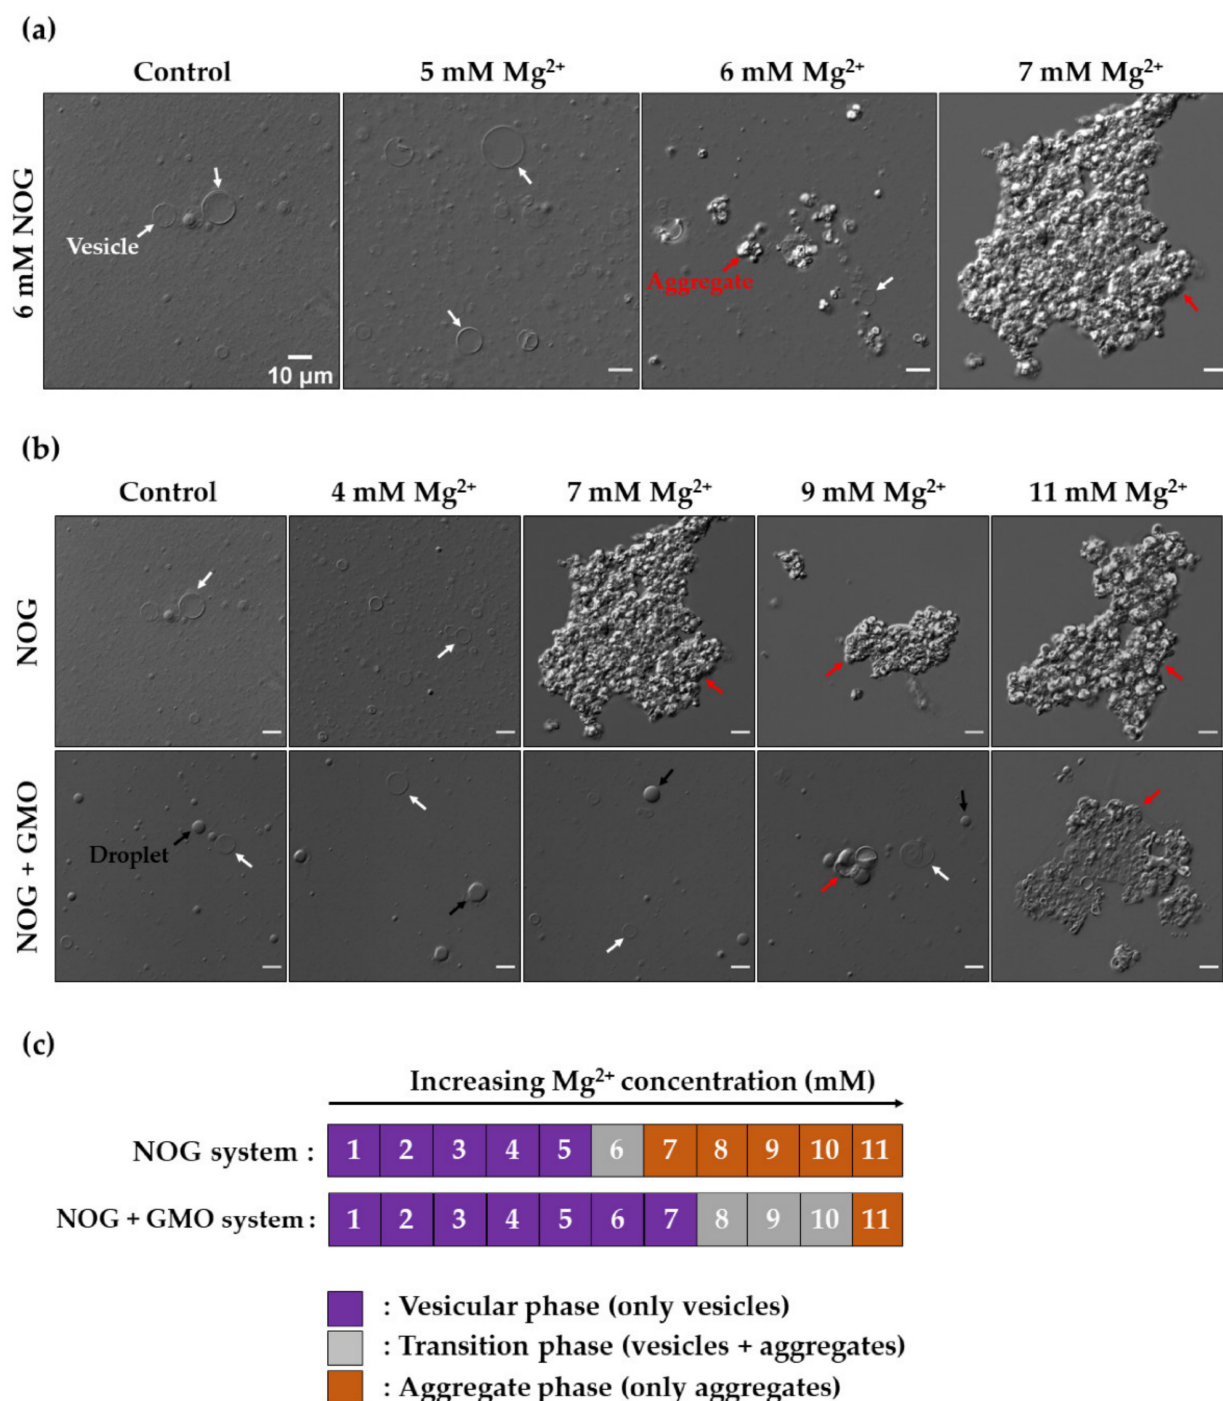 (a)
Control 5 mM Mg²⁺ 6 mM Mg²⁺ 7 mM Mg²⁺
6 mM NOG
Vesicle
Aggregate
10 µm
(b)
Control 4 mM Mg²⁺ 7 mM Mg²⁺ 9 mM Mg²⁺ 11 mM Mg²⁺
NOG
NOG + GMO
Droplet
(c)
Increasing Mg²⁺ concentration (mM)
NOG system : 1 2 3 4 5 6 7 8 9 10 11
NOG + GMO system : 1 2 3 4 5 6 7 8 9 10 11
: Vesicular phase (only vesicles)
: Transition phase (vesicles + aggregates)
: Aggregate phase (only aggregates)